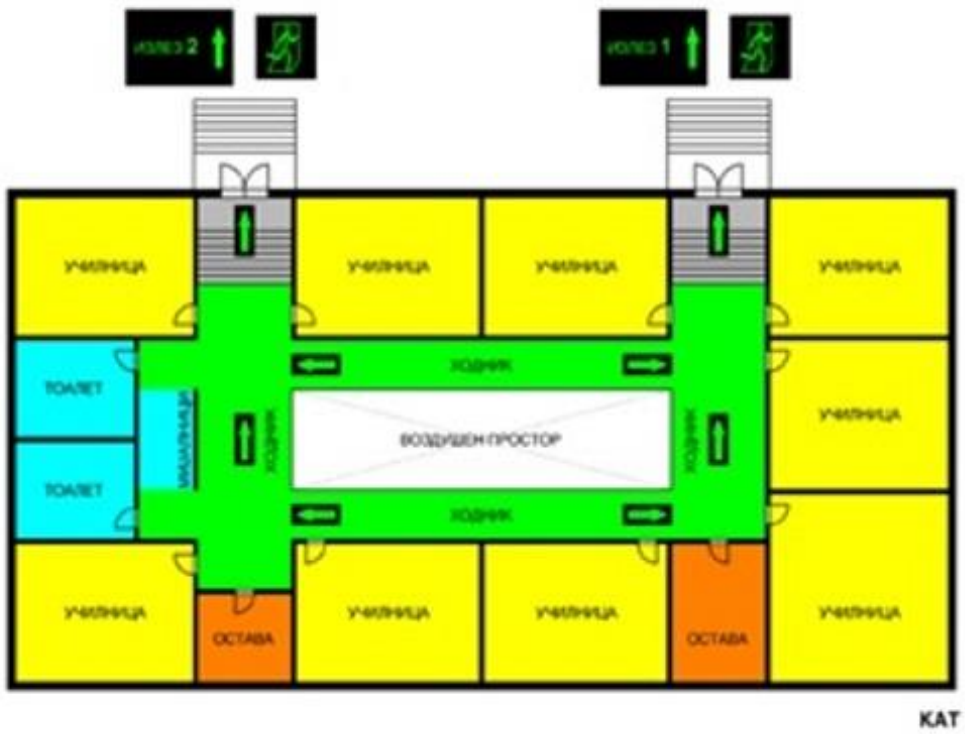 ИЗЛЕЗ 2
ИЗЛЕЗ 1
УЧИЛНИЦА
УЧИЛНИЦА
УЧИЛНИЦА
УЧИЛНИЦА
ХОДНИК
ТОАЛЕТ
МИЈАЛНИЦИ
ХОДНИК
ВОЗДУШЕН ПРОСТОР
ХОДНИК
УЧИЛНИЦА
ТОАЛЕТ
ХОДНИК
УЧИЛНИЦА
ОСТАВА
УЧИЛНИЦА
УЧИЛНИЦА
ОСТАВА
УЧИЛНИЦА
КАТ